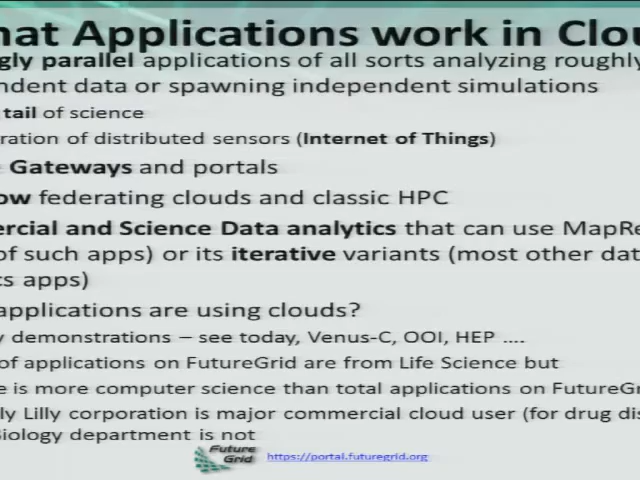 hat Applications work in Clou
gly parallel applications of all sorts analyzing roughly
ndent data or spawning independent simulations
tail of science
ration of distributed sensors (Internet of Things)
Gateways and portals
ow federating clouds and classic HPC
ercial and Science Data analytics that can use MapRe
of such apps) or its iterative variants (most other dat
cs apps)
applications are using clouds?
y demonstrations – see today, Venus-C, OOI, HEP ....
of applications on FutureGrid are from Life Science but
e is more computer science than total applications on FutureGr
ly Lilly corporation is major commercial cloud user (for drug dis
Biology department is not
Future
Grid
https://portal.futuregrid.org